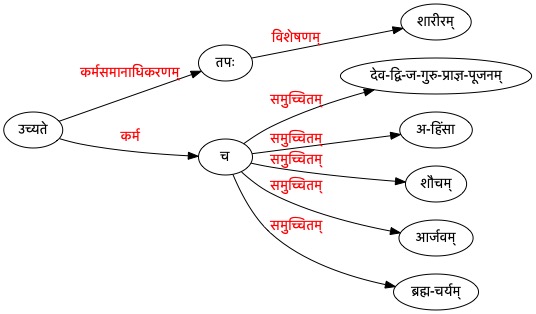 शारीरम्
विशेषणम्
तपः
कर्मसमानाधिकरणम्
देव-द्वि-ज-गुरु-प्राज्ञ-पूजनम्
समुच्चितम्
उच्यते
अ-हिंसा
कर्म
समुच्चितम्
च
समुच्चितम्
शौचम्
समुच्चितम्
आर्जवम्
समुच्चितम्
ब्रह्म-चर्यम्